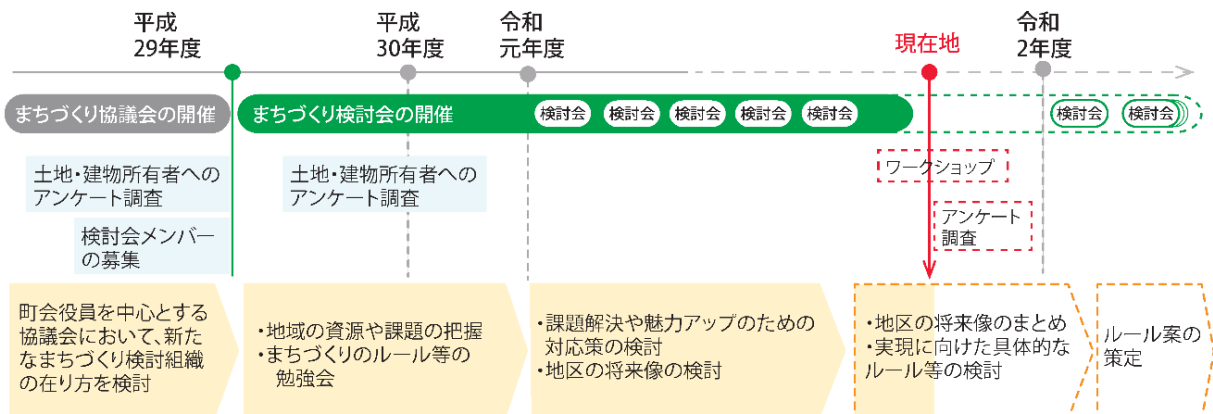 平成
29年度
平成
30年度
令和
元年度
現在地
令和
2年度
まちづくり協議会の開催
まちづくり検討会の開催
検討会
検討会
検討会
検討会
検討会
検討会
検討会
土地・建物所有者への
アンケート調査
土地・建物所有者への
アンケート調査
ワークショップ
検討会メンバー
の募集
アンケート
調査
町会役員を中心とする
協議会において、新た
なまちづくり検討組織
の在り方を検討
・地域の資源や課題の把握
・まちづくりのルール等の
勉強会
・課題解決や魅力アップのための
対応策の検討
・地区の将来像の検討
・地区の将来像のまとめ
・実現に向けた具体的な
ルール等の検討
ルール案の
策定